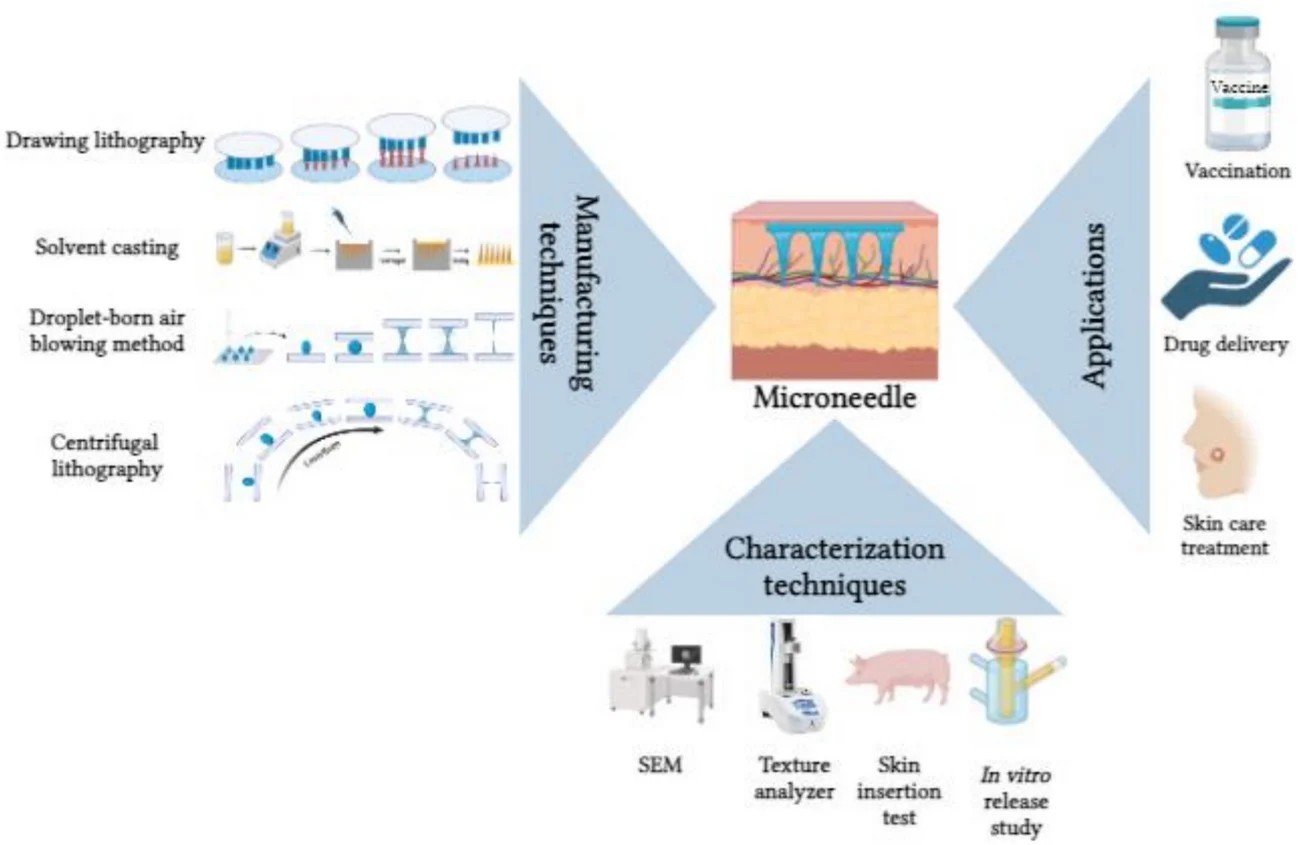 Drawing lithography
Solvent casting
Droplet-born air
blowing method
Centrifugal
lithography
Manufacturing
techniques
Microneedle
Applications
Vaccine
Vaccination
Drug delivery
Skin care
treatment
Characterization
techniques
SEM
Texture
analyzer
Skin
insertion
test
In vitro
release
study